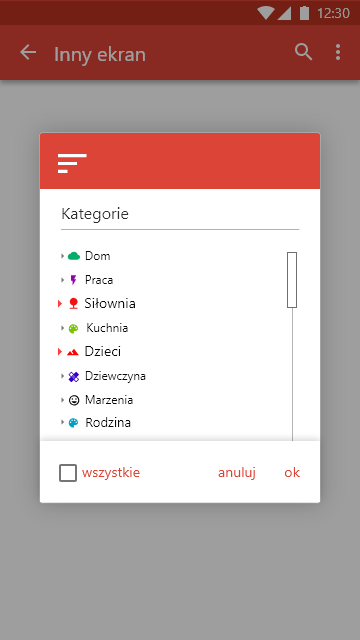 12:30
Inny ekran
Kategorie
Dom
Praca
Siłownia
Kuchnia
Dzieci
Dziewczyna
Marzenia
Rodzina
wszystkie anuluj ok